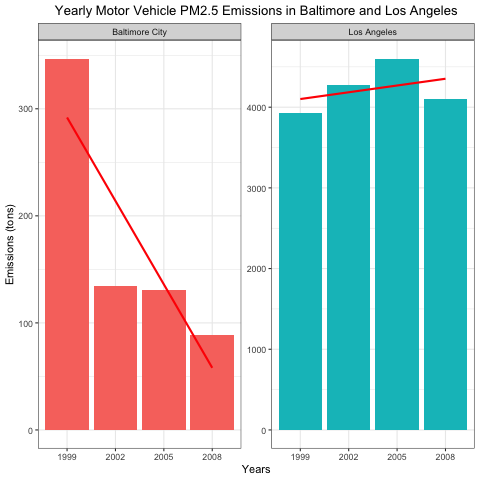 Yearly Motor Vehicle PM2.5 Emissions in Baltimore and Los Angeles
Baltimore City
Los Angeles
Emissions (tons)
300
200
100
0
4000
3000
2000
1000
0
1999 2002 2005 2008
1999 2002 2005 2008
Years